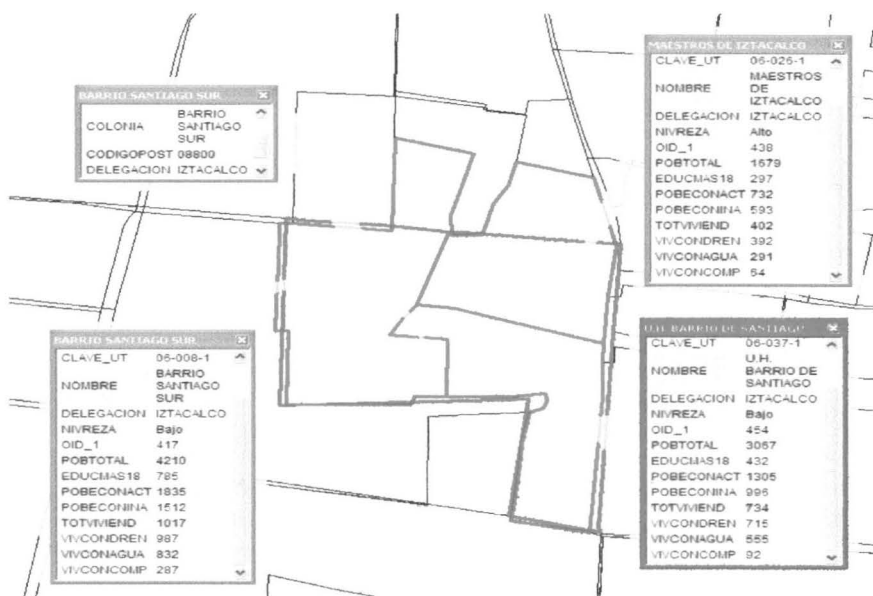 BARRIO SANTIAGO SUR
COLONIA BARRIO SANTIAGO SUR
CODIGOPOST 08800
DELEGACION IZTACALCO
MAESTROS DE IZTACALCO
CLAVE_UT 06-026-1
NOMBRE MAESTROS DE IZTACALCO
DELEGACION IZTACALCO
NIVREZA Alto
OID_1 438
POBTOTAL 1679
EDUCMAS18 297
POBECONACT 732
POBECONINA 593
TOTVIVIEND 402
VIVCONDREN 392
VIVCONAGUA 291
VIVCONCOMP 64
BARRIO SANTIAGO SUR
CLAVE_UT 06-008-1
NOMBRE BARRIO SANTIAGO SUR
DELEGACION IZTACALCO
NIVREZA Bajo
OID_1 417
POBTOTAL 4210
EDUCMAS18 785
POBECONACT 1835
POBECONINA 1512
TOTVIVIEND 1017
VIVCONDREN 987
VIVCONAGUA 832
VIVCONCOMP 287
U.H. BARRIO DE SANTIAGO
CLAVE_UT 06-037-1
NOMBRE U.H. BARRIO DE SANTIAGO
DELEGACION IZTACALCO
NIVREZA Bajo
OID_1 454
POBTOTAL 3067
EDUCMAS18 432
POBECONACT 1305
POBECONINA 996
TOTVIVIEND 734
VIVCONDREN 715
VIVCONAGUA 555
VIVCONCOMP 92